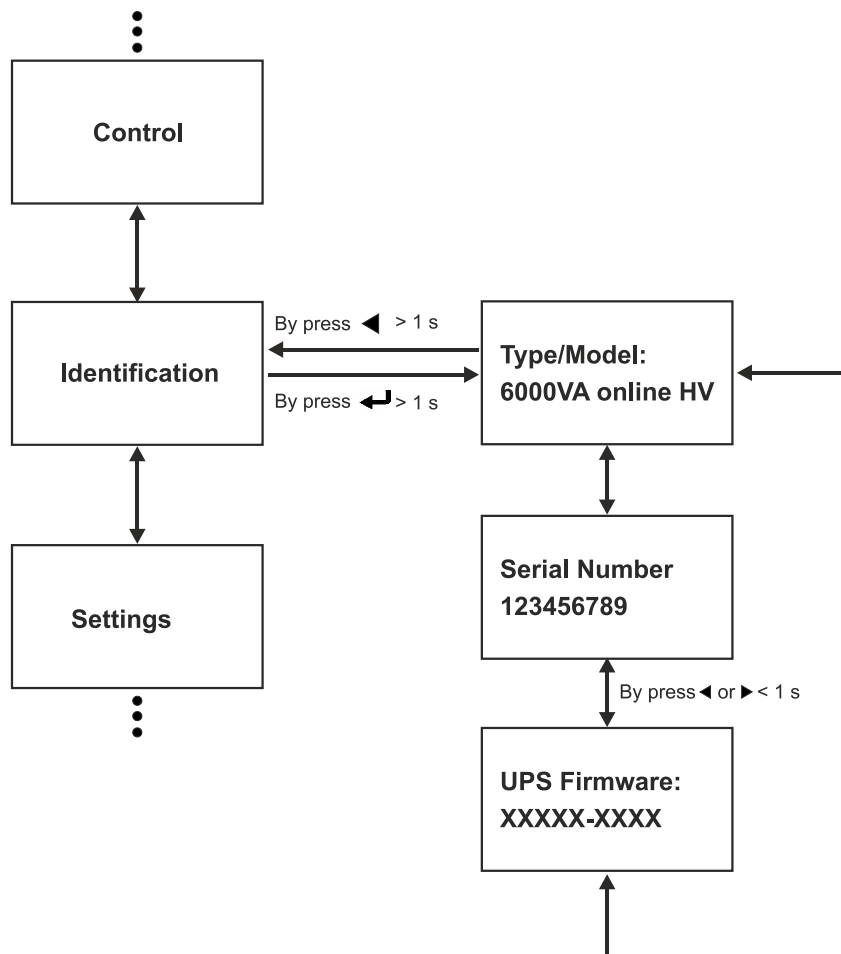 Control
Identification
Settings
By press ◀ > 1 s
By press ↵ > 1 s
Type/Model:
6000VA online HV
Serial Number
123456789
By press ◀ or ▶ < 1 s
UPS Firmware:
XXXXX-XXXX